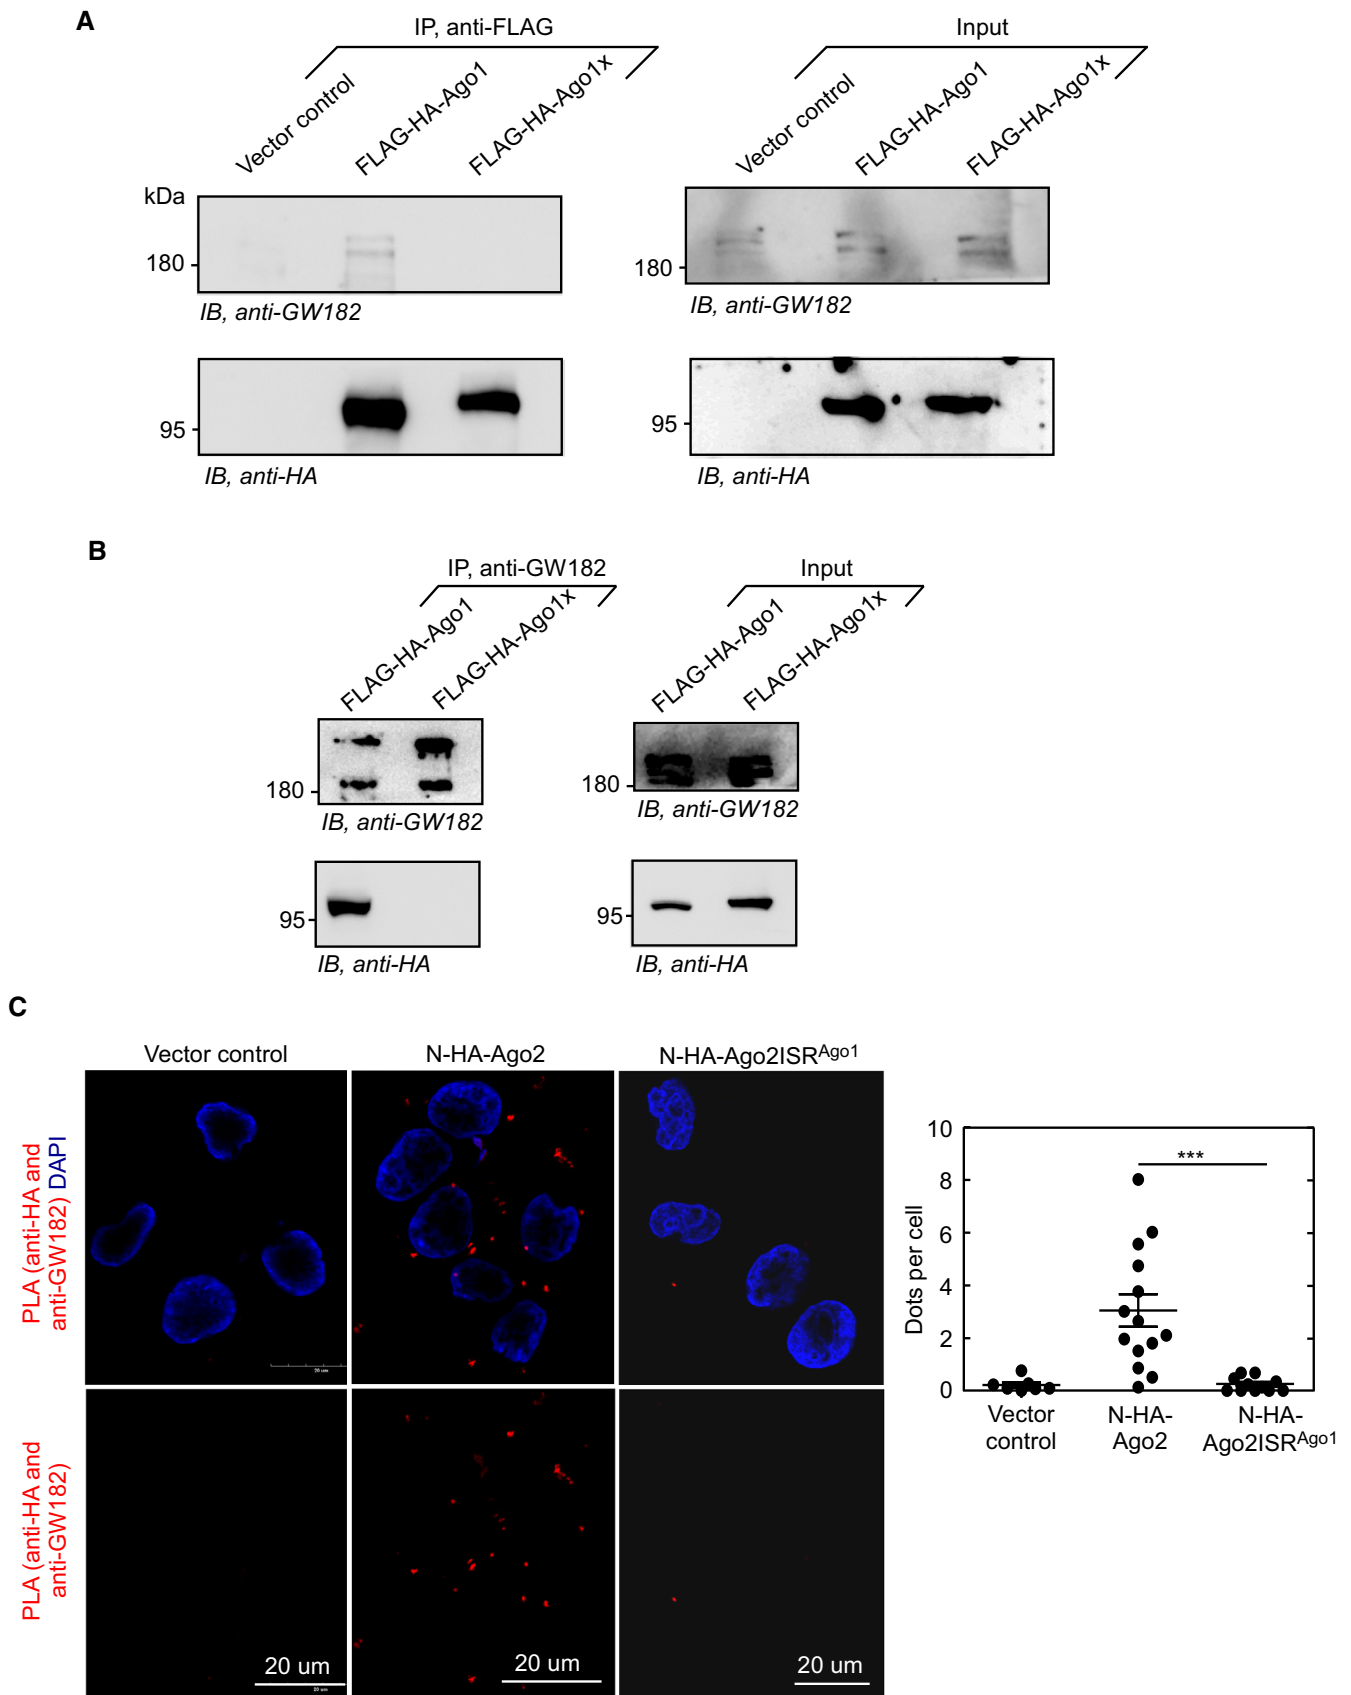 A
IP, anti-FLAG
Input
Vector control
FLAG-HA-Ago1
FLAG-HA-Ago1x
Vector control
FLAG-HA-Ago1
FLAG-HA-Ago1x
kDa
180
180
IB, anti-GW182
IB, anti-GW182
95
95
IB, anti-HA
IB, anti-HA
B
IP, anti-GW182
Input
FLAG-HA-Ago1
FLAG-HA-Ago1x
FLAG-HA-Ago1
FLAG-HA-Ago1x
180
180
IB, anti-GW182
IB, anti-GW182
95
95
IB, anti-HA
IB, anti-HA
C
Vector control
N-HA-Ago2
N-HA-Ago2ISRAgo1
PLA (anti-HA and
anti-GW182) DAPI
20 um
PLA (anti-HA and
anti-GW182)
20 um
20 um
20 um
20 um
Dots per cell
10
8
6
4
2
0
***
Vector
control
N-HA-
Ago2
N-HA-
Ago2ISRAgo1